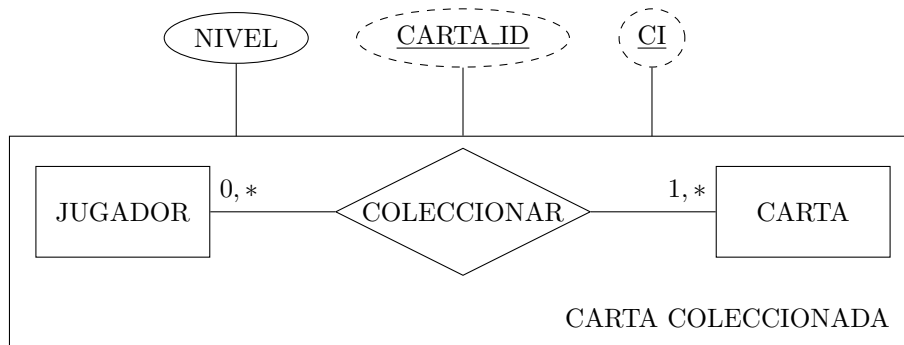 NIVEL
CARTA_ID
CI
JUGADOR
0,*
COLECCIONAR
1,*
CARTA
CARTA COLECCIONADA